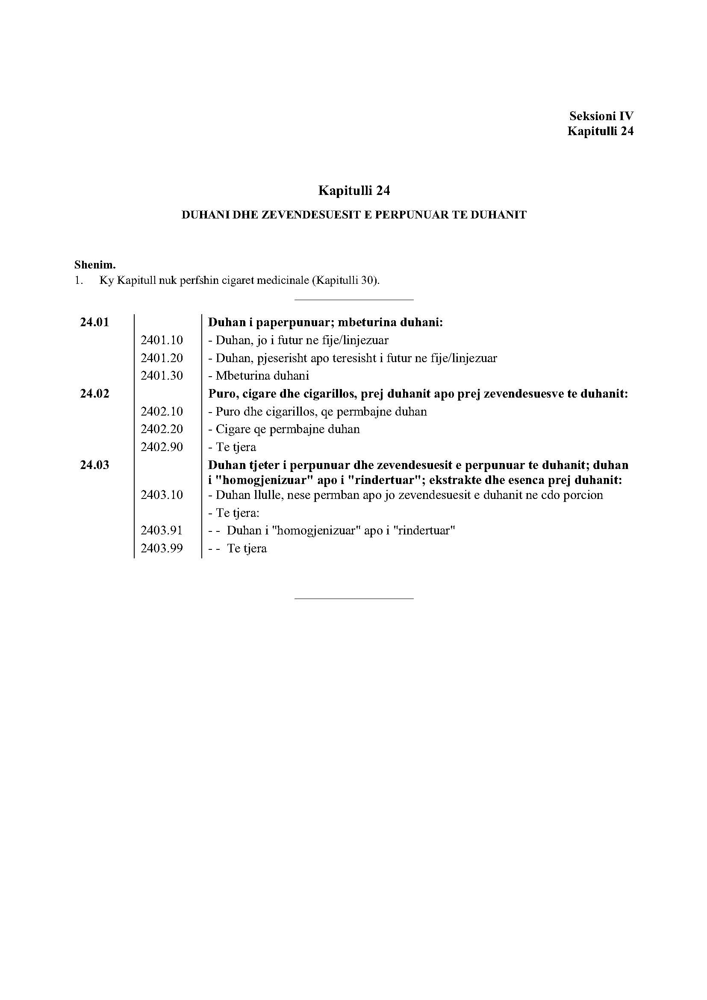 Seksioni IV
Kapitulli 24
Kapitulli 24
DUHANI DHE ZEVENDESUESIT E PERPUNUAR TE DUHANIT
Shenim.
1. Ky Kapitull nuk perfshin cigaret medicinale (Kapitulli 30).
24.01 Duhan i paperpunuar; mbeturina duhani:
2401.10 - Duhan, jo i futur ne fije/linjezuar
2401.20 - Duhan, pjeserisht apo teresisht i futur ne fije/linjezuar
2401.30 - Mbeturina duhani
24.02 Puro, cigare dhe cigarillos, prej duhanit apo prej zevendesuesve te duhanit:
2402.10 - Puro dhe cigarillos, qe permbajne duhan
2402.20 - Cigare qe permbajne duhan
2402.90 - Te tjera
24.03 Duhan tjeter i perpunuar dhe zevendesuesit e perpunuar te duhanit; duhan
i "homogjenizuar" apo i "rindertuar"; ekstrakte dhe esenca prej duhanit:
2403.10 - Duhan llulle, nese permban apo jo zevendesuesit e duhanit ne cdo porcion
- Te tjera:
2403.91 - - Duhan i "homogjenizuar" apo i "rindertuar"
2403.99 - - Te tjera